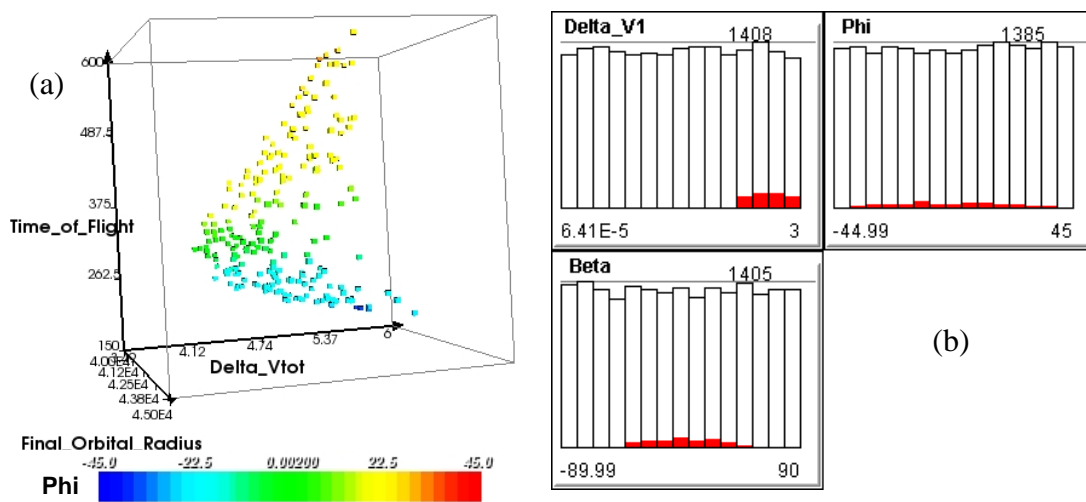 (a)
600
487.5
375
Time_of_Flight
262.5
150
4.12
4.74
5.37
6
4.00E4
4.12E4
4.25E4
4.38E4
4.50E4
Delta_Vtot
Final_Orbital_Radius
-45.0
-22.5
0.00200
22.5
45.0
Phi
Delta_V1
1408
6.41E-5
3
Phi
1385
-44.99
45
Beta
1405
-89.99
90
(b)